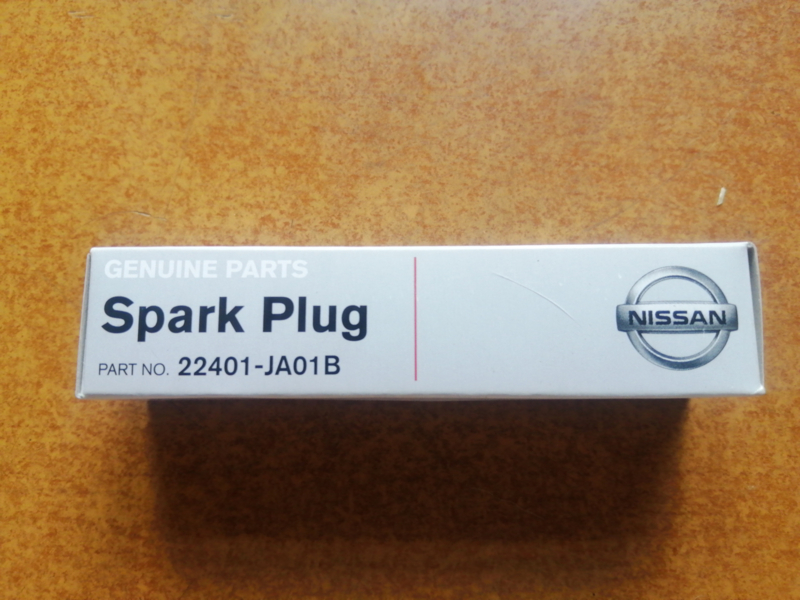 GENUINE PARTS
Spark Plug
PART NO. 22401-JA01B
NISSAN